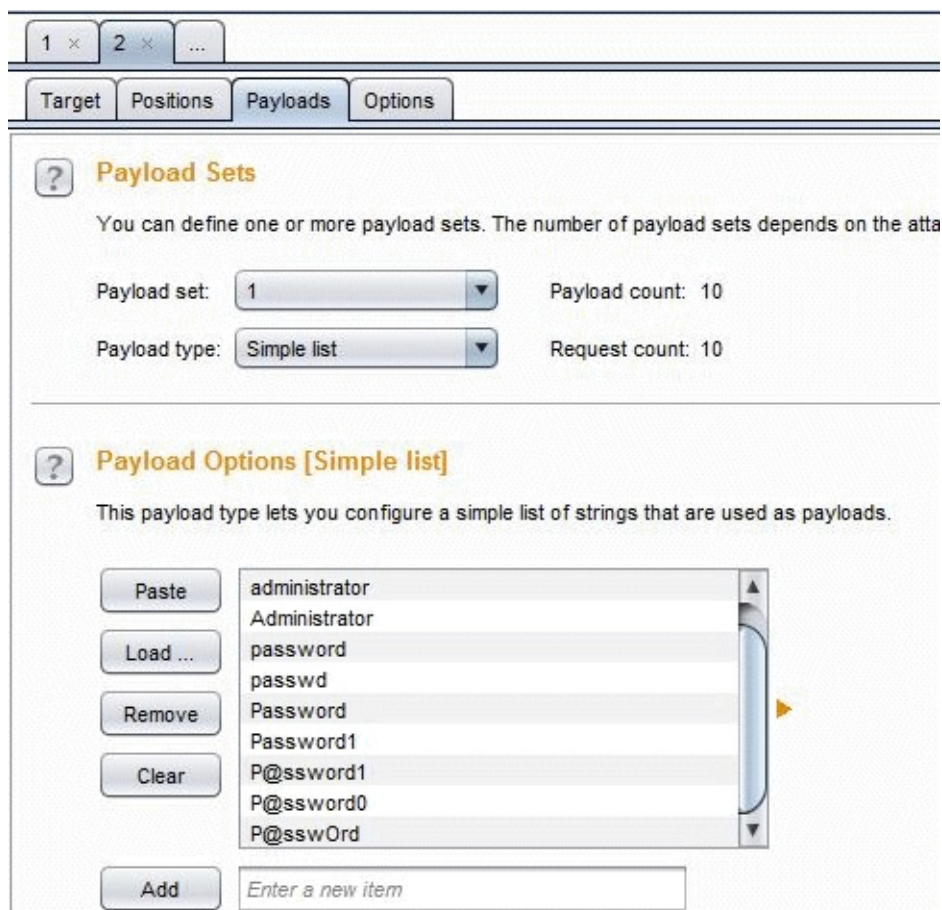 1 × 2 × ...
Target Positions Payloads Options
? Payload Sets
You can define one or more payload sets. The number of payload sets depends on the atta
Payload set: 1 Payload count: 10
Payload type: Simple list Request count: 10
? Payload Options [Simple list]
This payload type lets you configure a simple list of strings that are used as payloads.
Paste
Load ...
Remove
Clear
administrator
Administrator
password
passwd
Password
Password1
P@ssword1
P@ssword0
P@sswOrd
Add Enter a new item